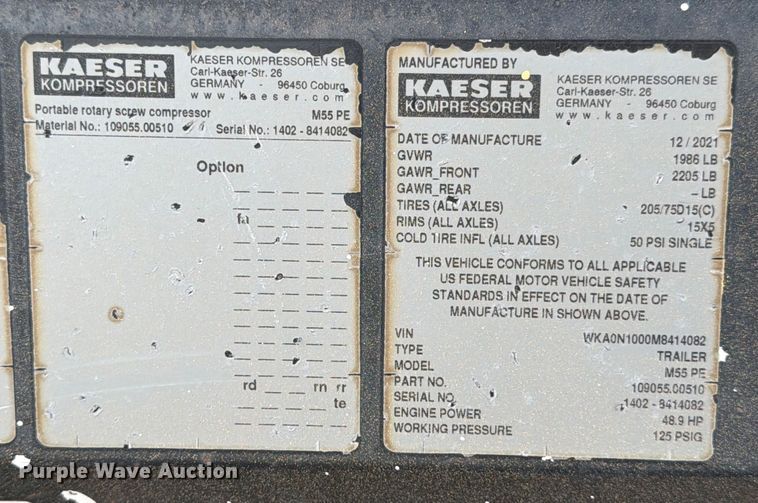 KAESER
KOMPRESSOREN
KAESER KOMPRESSOREN SE
Carl-Kaeser-Str. 26
GERMANY - 96450 Coburg
www.kaeser.com
Portable rotary screw compressor M55 PE
Material No.: 109055.00510 Serial No.: 1402 - 8414082
Option
fa
rd rn rr
te
MANUFACTURED BY
KAESER
KOMPRESSOREN
KAESER KOMPRESSOREN SE
Carl-Kaeser-Str. 26
GERMANY - 96450 Coburg
www.kaeser.com
DATE OF MANUFACTURE 12 / 2021
GVWR 1986 LB
GAWR_FRONT 2205 LB
GAWR_REAR - LB
TIRES (ALL AXLES) 205/75D15(C)
RIMS (ALL AXLES) 15X5
COLD TIRE INFL (ALL AXLES) 50 PSI SINGLE
THIS VEHICLE CONFORMS TO ALL APPLICABLE
US FEDERAL MOTOR VEHICLE SAFETY
STANDARDS IN EFFECT ON THE DATE OF
MANUFACTURE IN SHOWN ABOVE.
VIN WKA0N1000M8414082
TYPE TRAILER
MODEL M55 PE
PART NO. 109055.00510
SERIAL NO. 1402 - 8414082
ENGINE POWER 48.9 HP
WORKING PRESSURE 125 PSIG
Purple Wave Auction